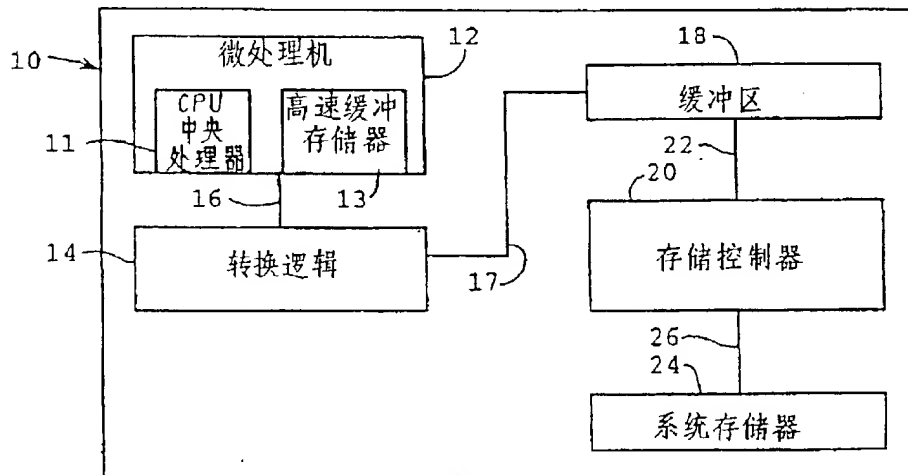 10
微处理机
12
CPU
中央
处理器
高速缓冲
存储器
11
13
16
14
转换逻辑
17
18
缓冲区
22
20
存储控制器
26
24
系统存储器